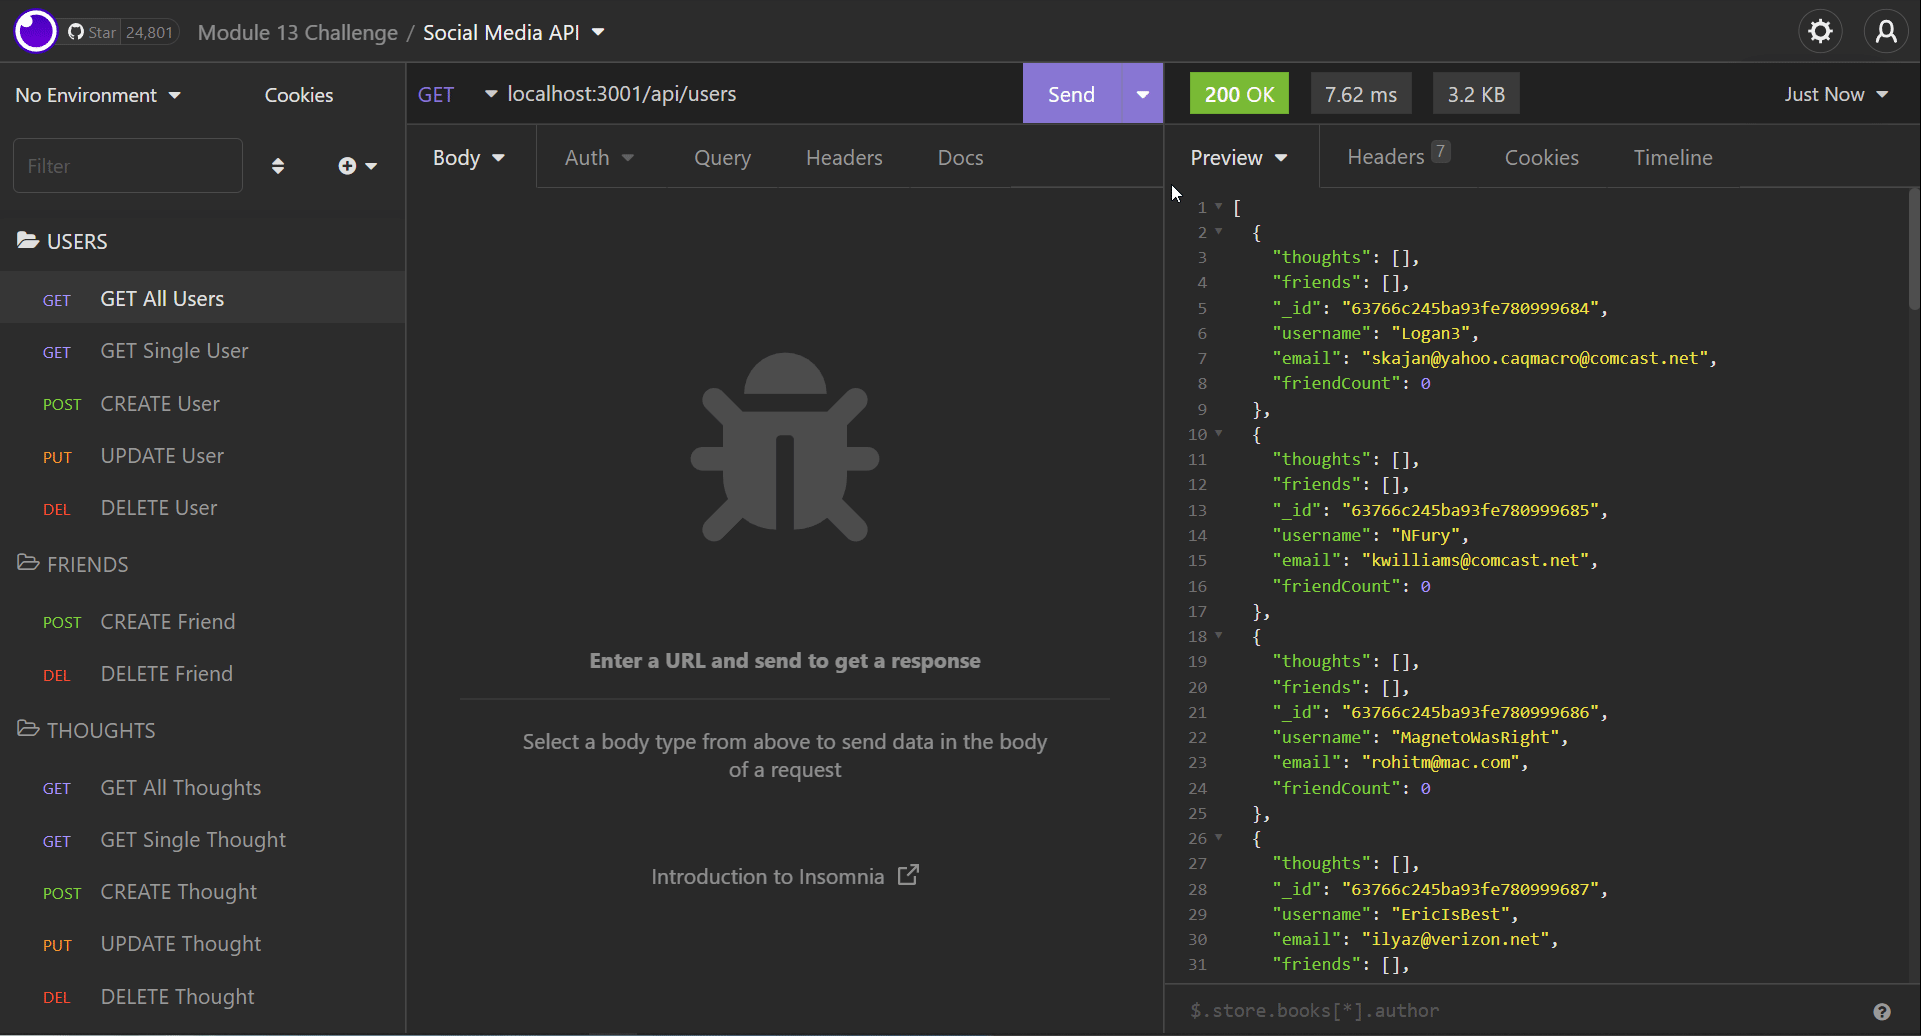 Star 24,801 Module 13 Challenge / Social Media API
No Environment Cookies
Filter
USERS
GET GET All Users
GET GET Single User
POST CREATE User
PUT UPDATE User
DEL DELETE User
FRIENDS
POST CREATE Friend
DEL DELETE Friend
THOUGHTS
GET GET All Thoughts
GET GET Single Thought
POST CREATE Thought
PUT UPDATE Thought
DEL DELETE Thought
GET localhost:3001/api/users Send
Body Auth Query Headers Docs
Enter a URL and send to get a response
Select a body type from above to send data in the body
of a request
Introduction to Insomnia
200 OK 7.62 ms 3.2 KB Just Now
Preview Headers 7 Cookies Timeline
1 [
2 {
3 "thoughts": [],
4 "friends": [],
5 "_id": "63766c245ba93fe780999684",
6 "username": "Logan3",
7 "email": "skajan@yahoo.caqmacro@comcast.net",
8 "friendCount": 0
9 },
10 {
11 "thoughts": [],
12 "friends": [],
13 "_id": "63766c245ba93fe780999685",
14 "username": "NFury",
15 "email": "kwilliams@comcast.net",
16 "friendCount": 0
17 },
18 {
19 "thoughts": [],
20 "friends": [],
21 "_id": "63766c245ba93fe780999686",
22 "username": "MagnetoWasRight",
23 "email": "rohitm@mac.com",
24 "friendCount": 0
25 },
26 {
27 "thoughts": [],
28 "_id": "63766c245ba93fe780999687",
29 "username": "EricIsBest",
30 "email": "ilyaz@verizon.net",
31 "friends": [],
$.store.books[*].author